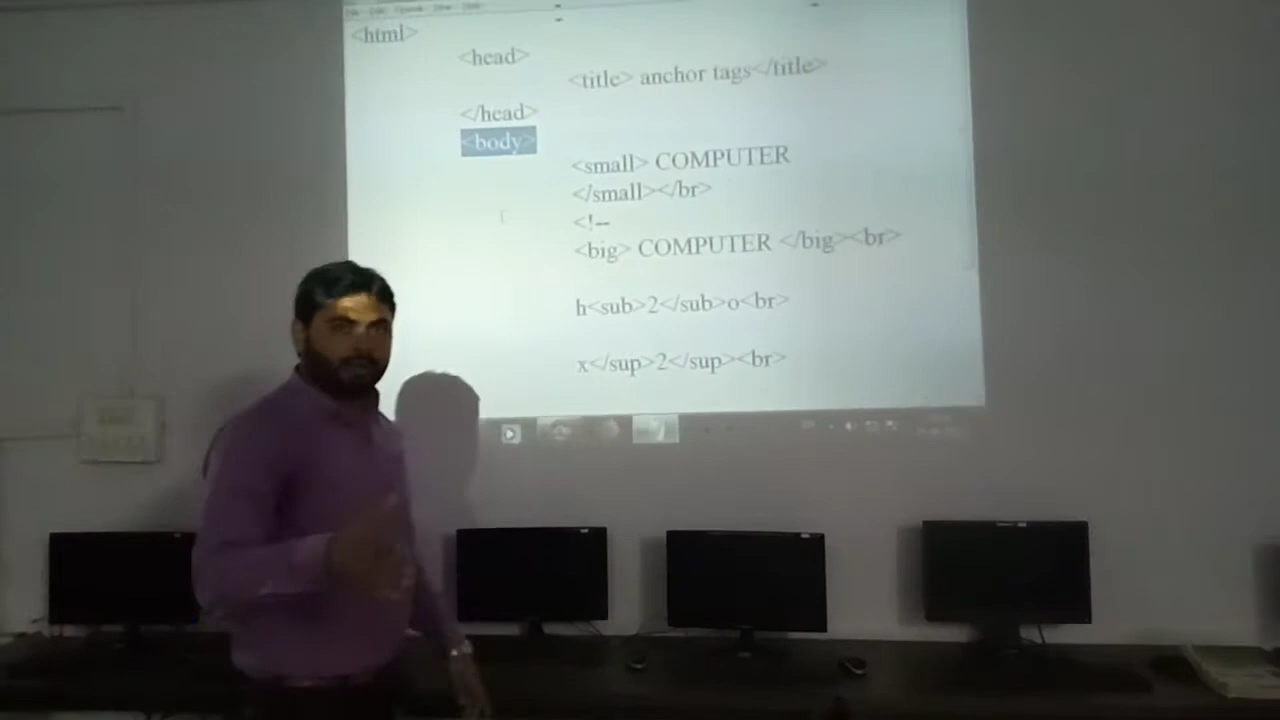 <html>
<head>
<title> anchor tags</title>
</head>
<body>
<small> COMPUTER
</small></br>
<!--
<big> COMPUTER </big><br>
h<sub>2</sub>o<br>
x</sup>2</sup><br>